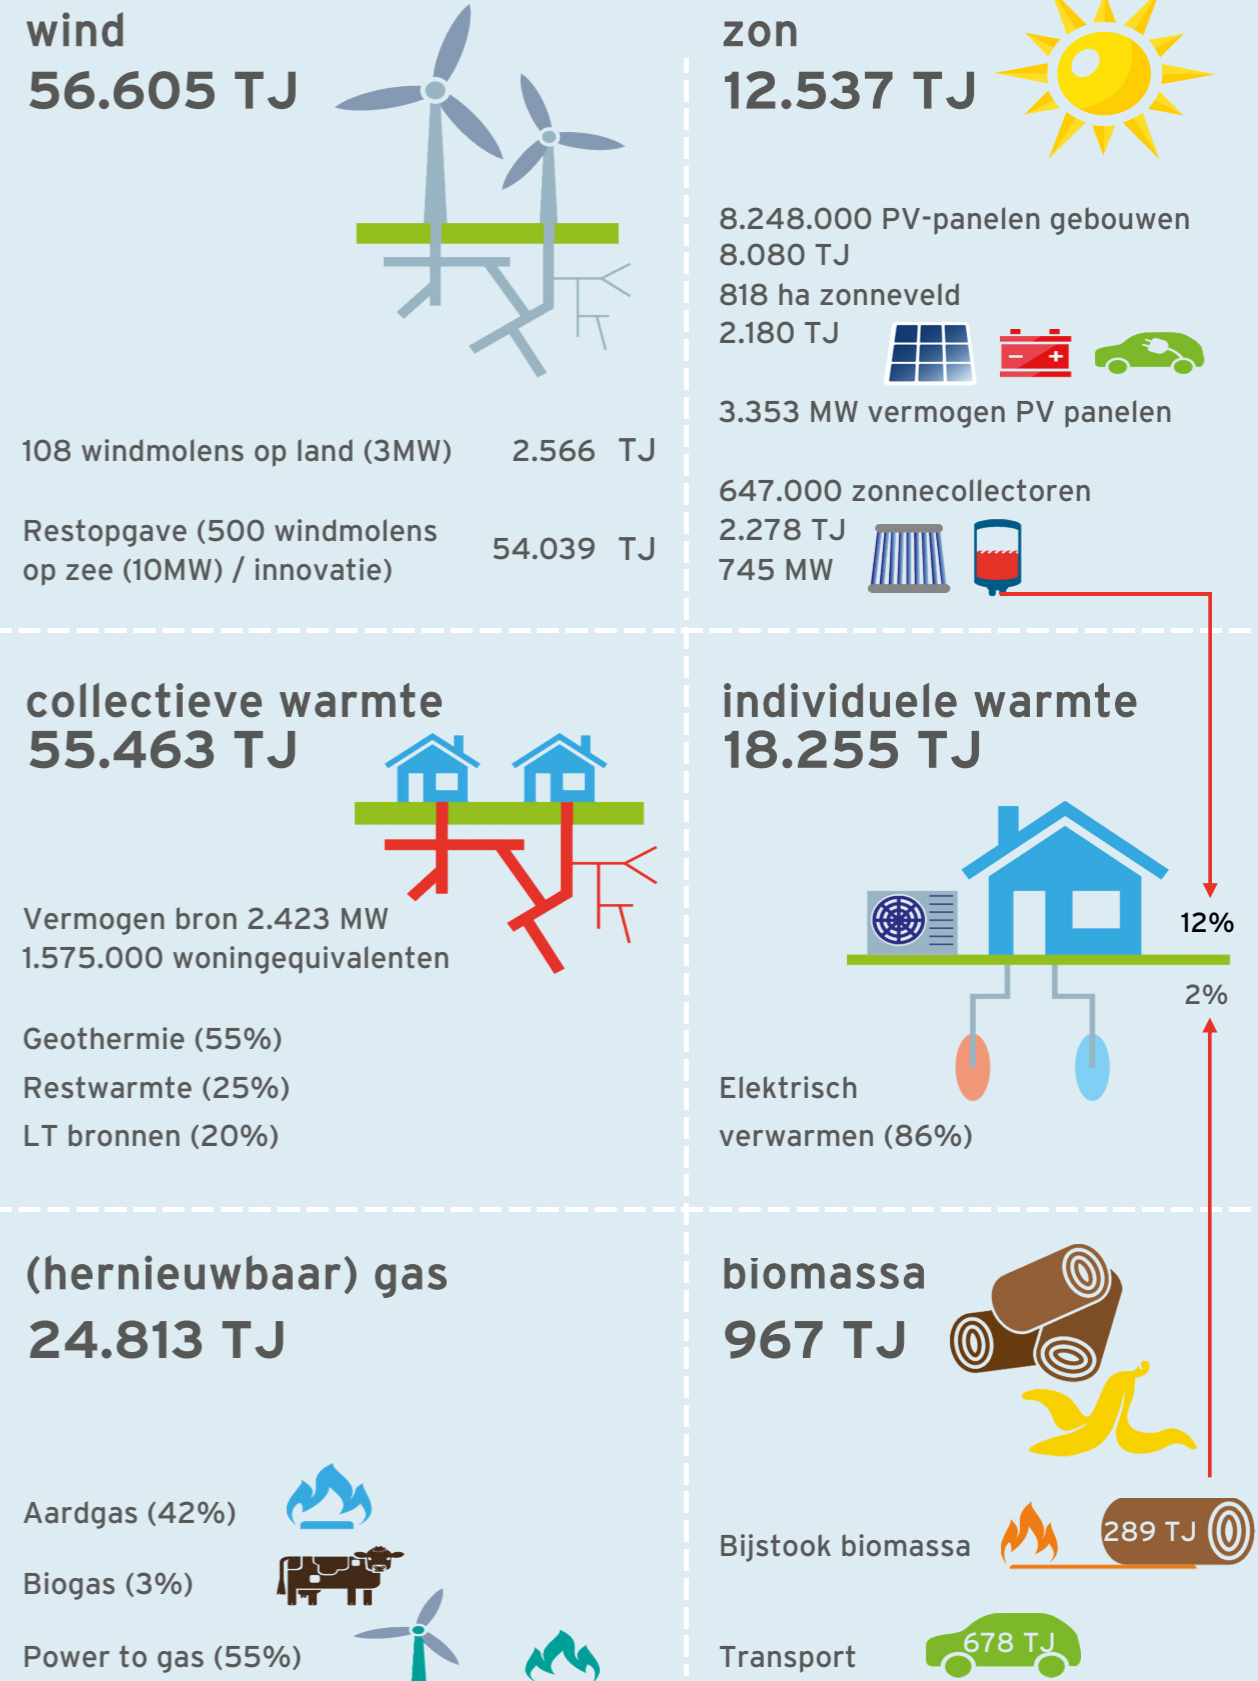 wind
56.605 TJ
108 windmolens op land (3MW) 2.566 TJ
Restopgave (500 windmolens
op zee (10MW) / innovatie) 54.039 TJ
zon
12.537 TJ
8.248.000 PV-panelen gebouwen
8.080 TJ
818 ha zonneveld
2.180 TJ
3.353 MW vermogen PV panelen
647.000 zonnecollectoren
2.278 TJ
745 MW
collectieve warmte
55.463 TJ
Vermogen bron 2.423 MW
1.575.000 woningequivalenten
Geothermie (55%)
Restwarmte (25%)
LT bronnen (20%)
individuele warmte
18.255 TJ
12%
2%
Elektrisch
verwarmen (86%)
(hernieuwbaar) gas
24.813 TJ
Aardgas (42%)
Biogas (3%)
Power to gas (55%)
biomassa
967 TJ
Bijstook biomassa 289 TJ
Transport 678 TJ